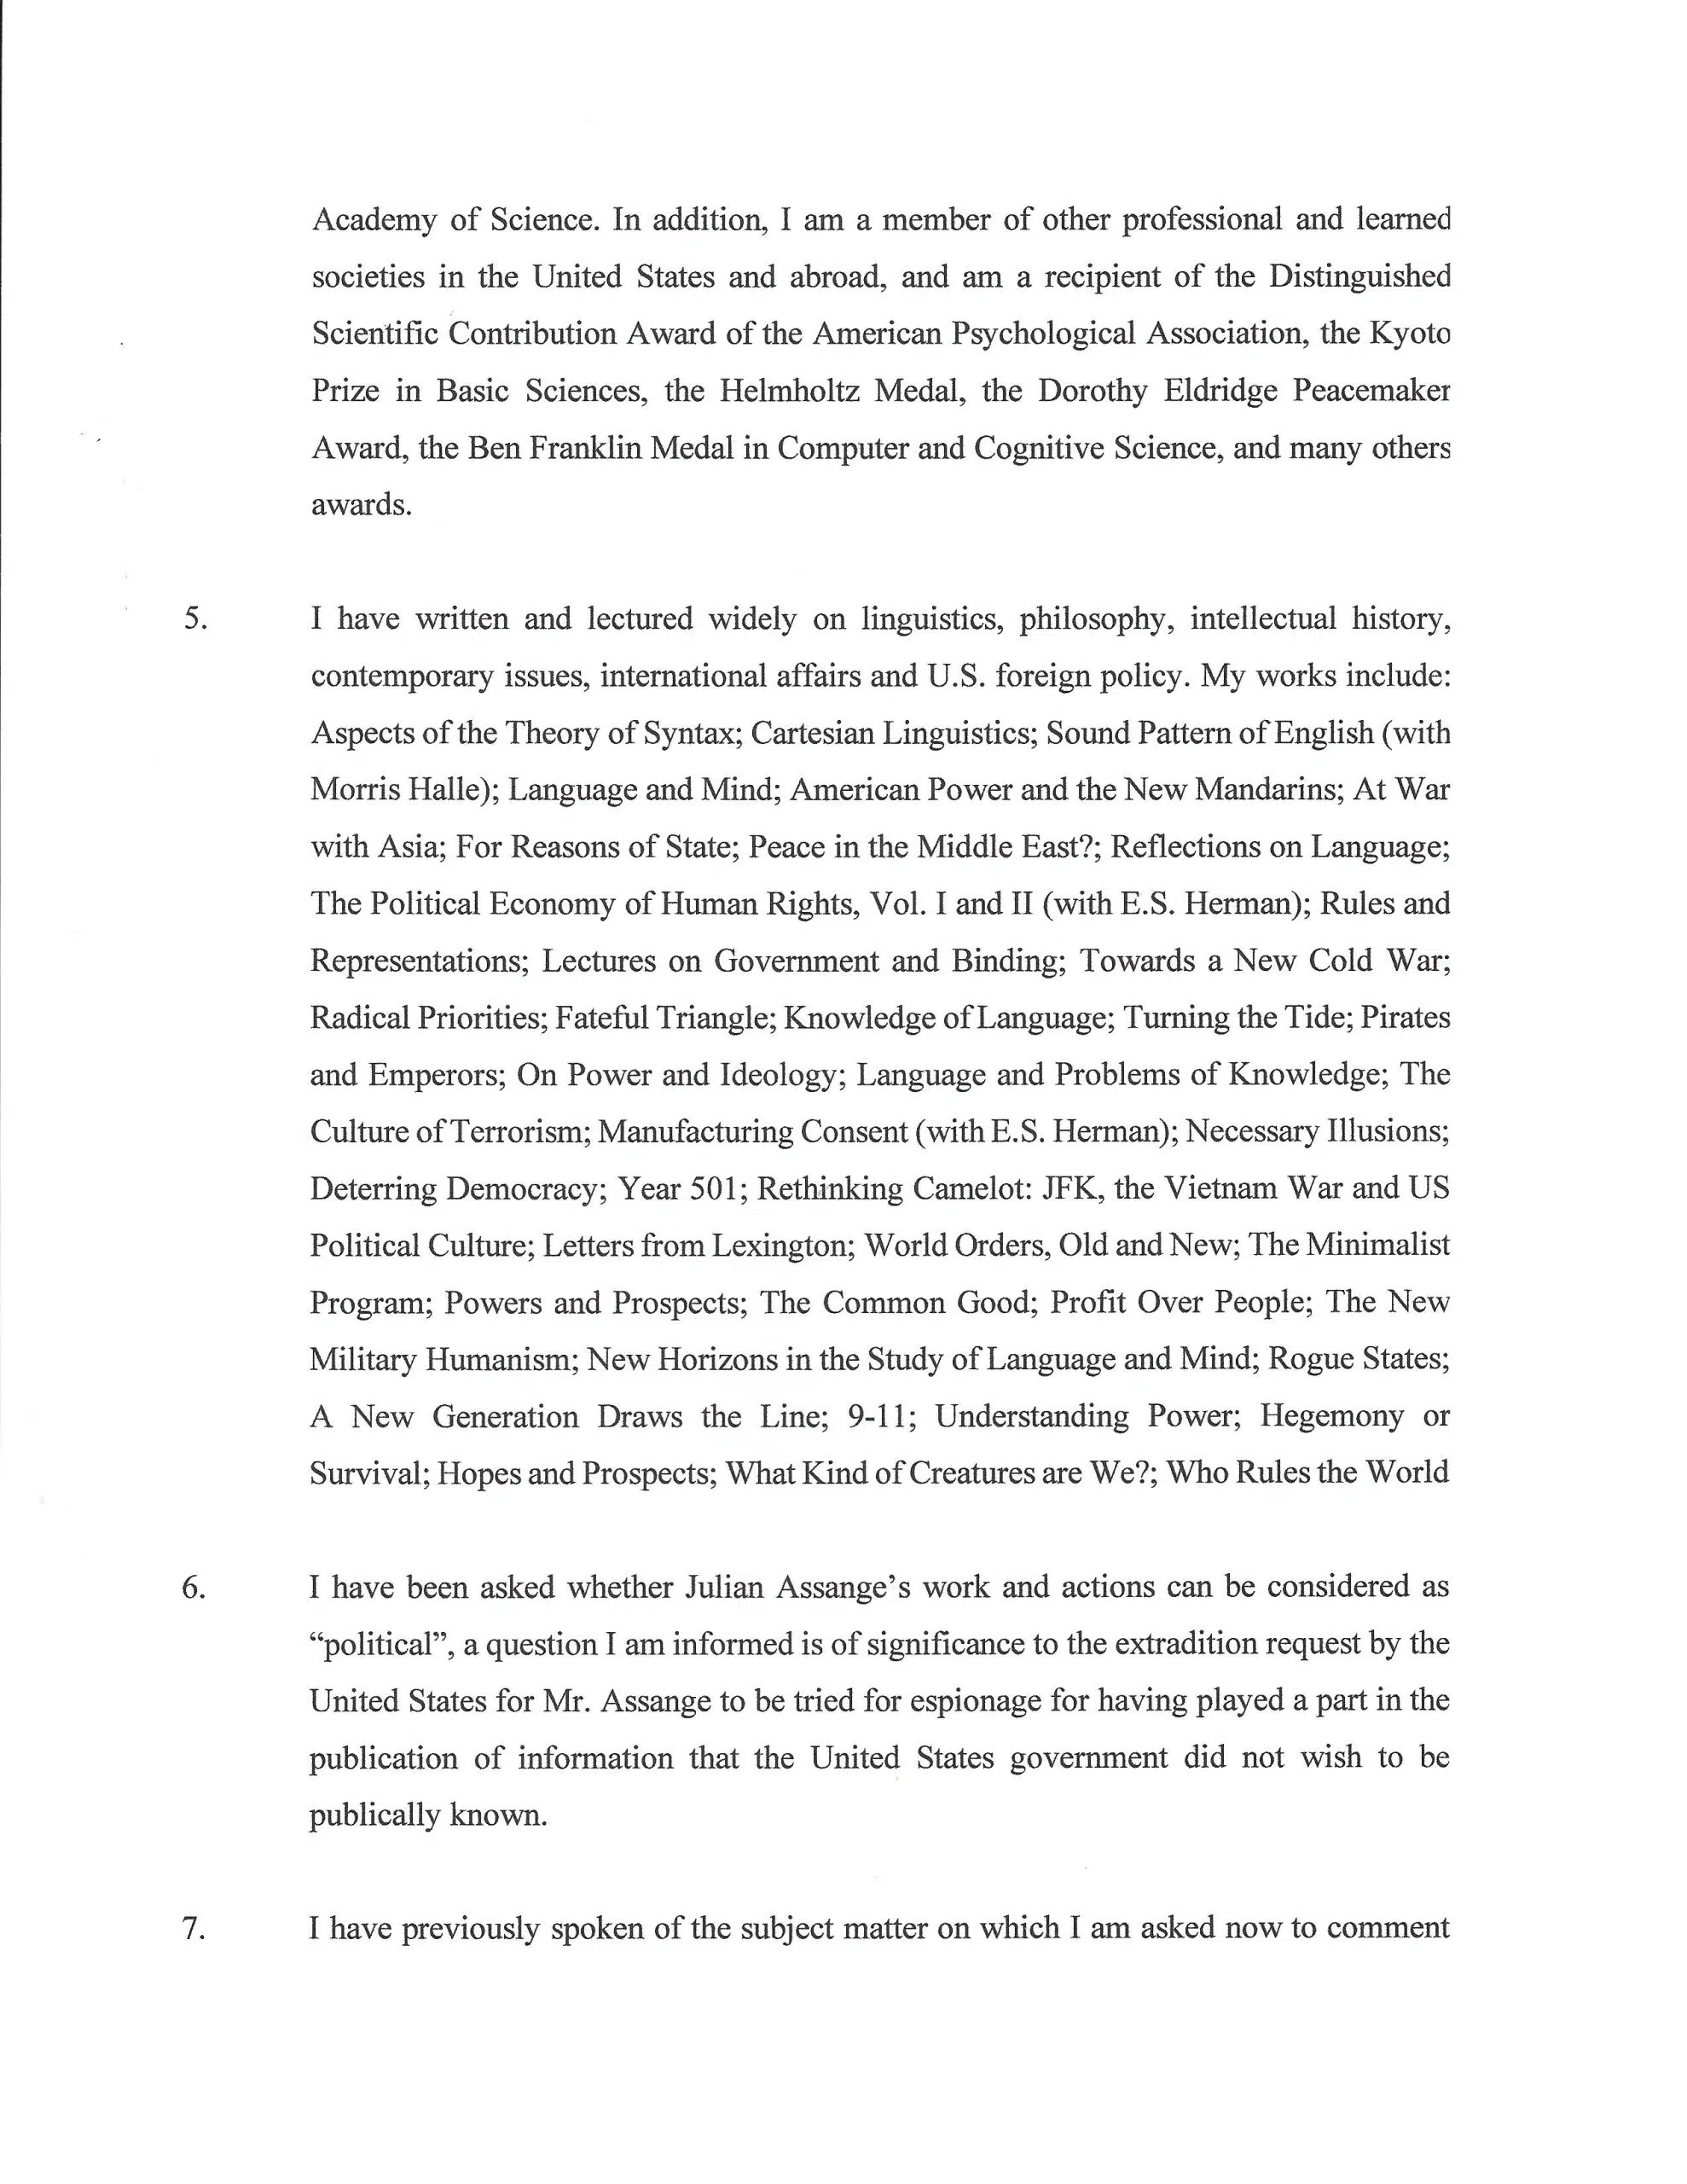 Academy of Science. In addition, I am a member of other professional and learned
societies in the United States and abroad, and am a recipient of the Distinguished
Scientific Contribution Award of the American Psychological Association, the Kyoto
Prize in Basic Sciences, the Helmholtz Medal, the Dorothy Eldridge Peacemaker
Award, the Ben Franklin Medal in Computer and Cognitive Science, and many others
awards.
5. I have written and lectured widely on linguistics, philosophy, intellectual history,
contemporary issues, international affairs and U.S. foreign policy. My works include:
Aspects of the Theory of Syntax; Cartesian Linguistics; Sound Pattern of English (with
Morris Halle); Language and Mind; American Power and the New Mandarins; At War
with Asia; For Reasons of State; Peace in the Middle East?; Reflections on Language;
The Political Economy of Human Rights, Vol. I and II (with E.S. Herman); Rules and
Representations; Lectures on Government and Binding; Towards a New Cold War;
Radical Priorities; Fateful Triangle; Knowledge of Language; Turning the Tide; Pirates
and Emperors; On Power and Ideology; Language and Problems of Knowledge; The
Culture of Terrorism; Manufacturing Consent (with E.S. Herman); Necessary Illusions;
Deterring Democracy; Year 501; Rethinking Camelot: JFK, the Vietnam War and US
Political Culture; Letters from Lexington; World Orders, Old and New; The Minimalist
Program; Powers and Prospects; The Common Good; Profit Over People; The New
Military Humanism; New Horizons in the Study of Language and Mind; Rogue States;
A New Generation Draws the Line; 9-11; Understanding Power; Hegemony or
Survival; Hopes and Prospects; What Kind of Creatures are We?; Who Rules the World
6. I have been asked whether Julian Assange’s work and actions can be considered as
“political”, a question I am informed is of significance to the extradition request by the
United States for Mr. Assange to be tried for espionage for having played a part in the
publication of information that the United States government did not wish to be
publically known.
7. I have previously spoken of the subject matter on which I am asked now to comment